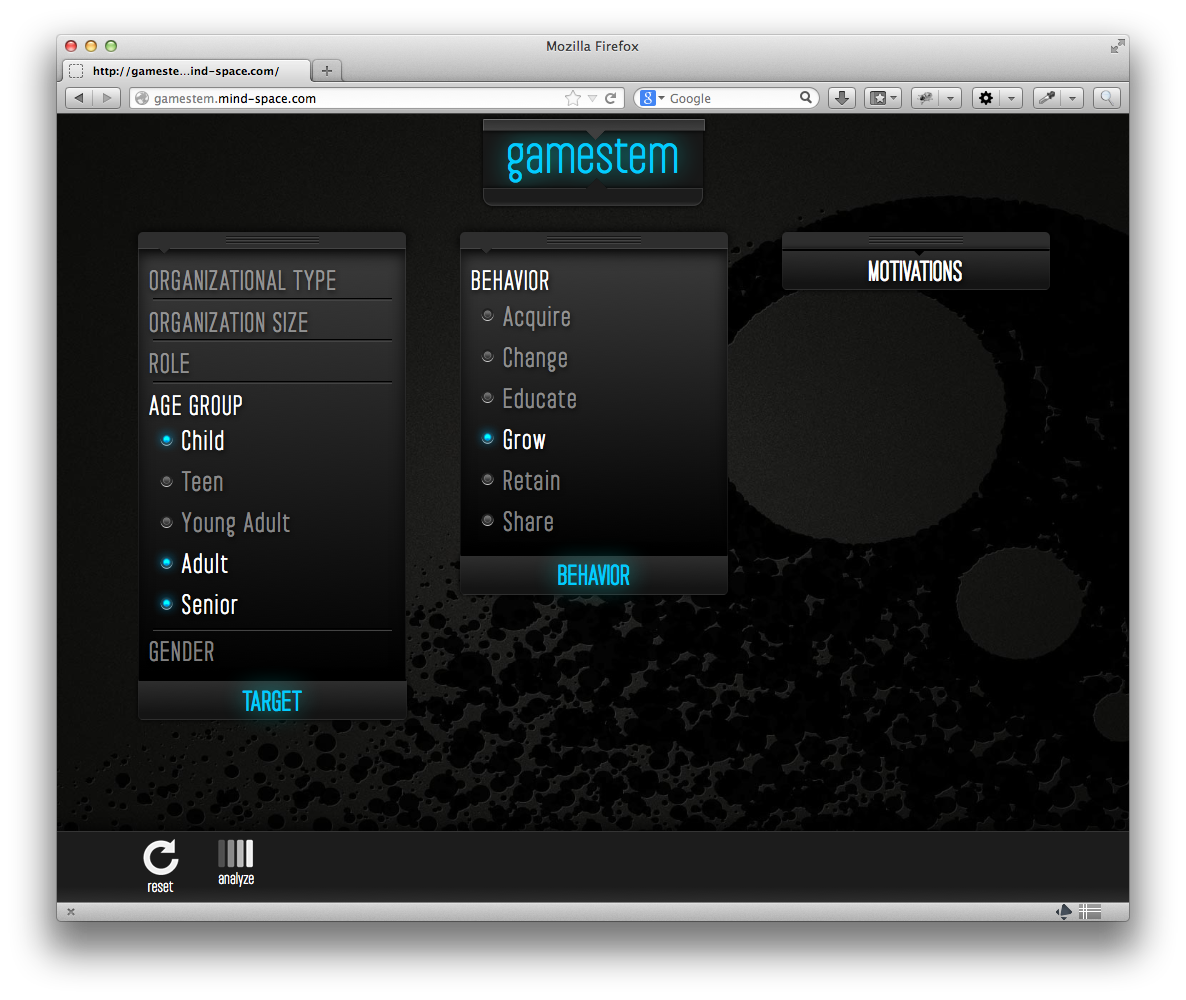 Mozilla Firefox
http://gameste...ind-space.com/
gamestem.mind-space.com
Google
gamestem
ORGANIZATIONAL TYPE
ORGANIZATION SIZE
ROLE
AGE GROUP
Child
Teen
Young Adult
Adult
Senior
GENDER
TARGET
BEHAVIOR
Acquire
Change
Educate
Grow
Retain
Share
BEHAVIOR
MOTIVATIONS
reset
analyze